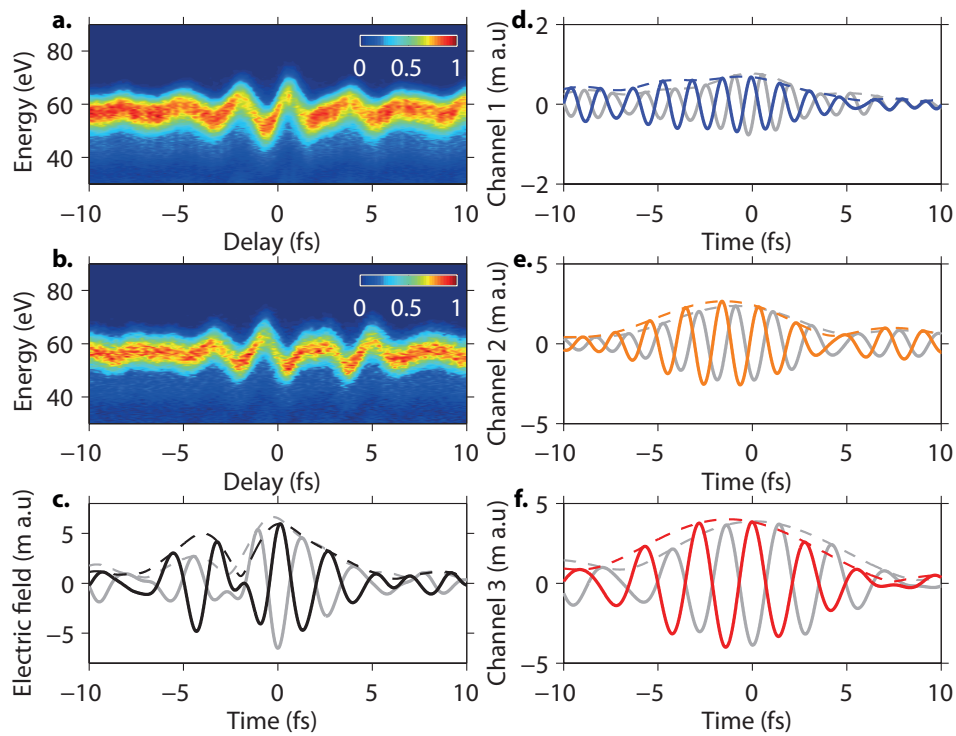 a.
Energy (eV)
80
60
40
0 0.5 1
−10 −5 0 5 10
Delay (fs)
b.
Energy (eV)
80
60
40
0 0.5 1
−10 −5 0 5 10
Delay (fs)
c.
Electric field (m a.u)
5
0
−5
−10 −5 0 5 10
Time (fs)
d.
Channel 1 (m a.u)
2
0
−2
−10 −5 0 5 10
Time (fs)
e.
Channel 2 (m a.u)
5
0
−5
−10 −5 0 5 10
Time (fs)
f.
Channel 3 (m a.u)
5
0
−5
−10 −5 0 5 10
Time (fs)